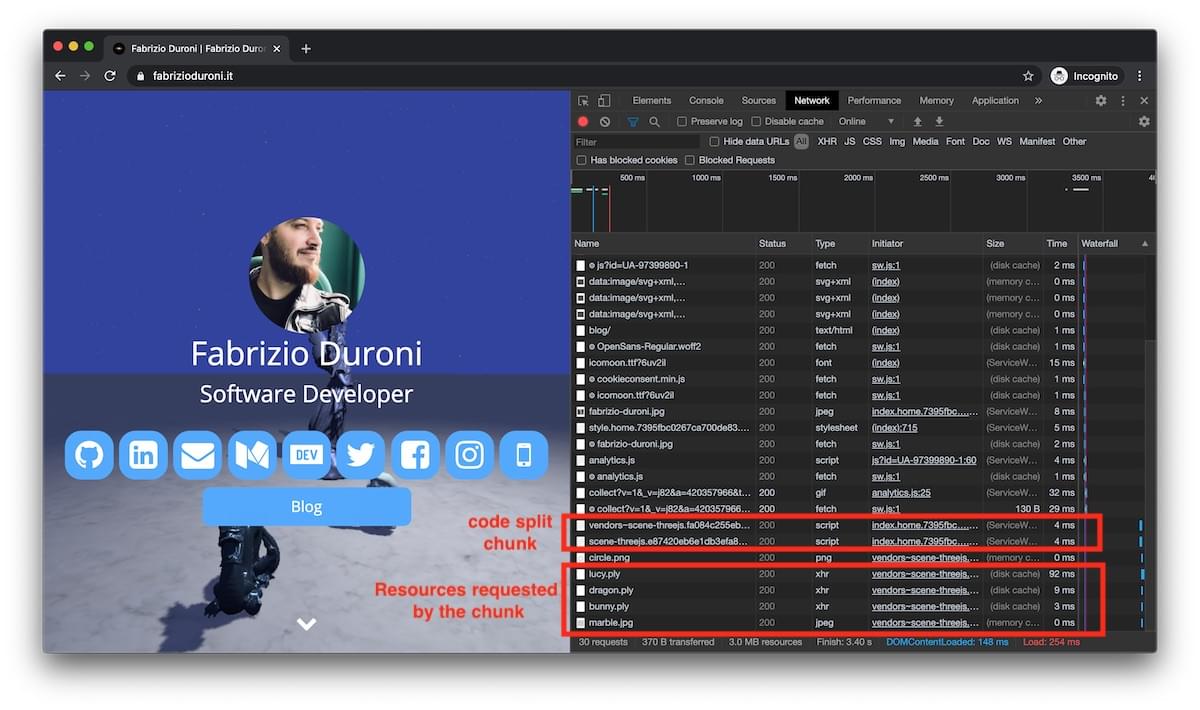 Fabrizio Duroni | Fabrizio Duro
fabrizioduroni.it
Incognito
Fabrizio Duroni
Software Developer
DEV
Blog
code split
chunk
Resources requested
by the chunk
Elements Console Sources Network Performance Memory Application »
Preserve log Disable cache Online
Filter Hide data URLs All XHR JS CSS Img Media Font Doc WS Manifest Other
Has blocked cookies Blocked Requests
500 ms 1000 ms 1500 ms 2000 ms 2500 ms 3000 ms 3500 ms
Name Status Type Initiator Size Time Waterfall
js?id=UA-97399890-1 200 fetch sw.js:1 (disk cache) 2 ms
data:image/svg+xml,... 200 svg+xml (index) (memory c... 0 ms
data:image/svg+xml,... 200 svg+xml (index) (memory c... 0 ms
data:image/svg+xml,... 200 svg+xml (index) (memory c... 0 ms
blog/ 200 text/html (index) (disk cache) 1 ms
OpenSans-Regular.woff2 200 fetch sw.js:1 (disk cache) 1 ms
icomoon.ttf?6uv2il 200 font (index) (ServiceW... 15 ms
cookieconsent.min.js 200 fetch sw.js:1 (disk cache) 1 ms
icomoon.ttf?6uv2il 200 fetch sw.js:1 (disk cache) 1 ms
fabrizio-duroni.jpg 200 jpeg index.home.7395fbc.... (ServiceW... 8 ms
style.home.7395fbc0267ca700de83.... 200 stylesheet (index):715 (ServiceW... 5 ms
fabrizio-duroni.jpg 200 fetch sw.js:1 (disk cache) 2 ms
analytics.js 200 script js?id=UA-97399890-1:60 (ServiceW... 4 ms
analytics.js 200 fetch sw.js:1 (disk cache) 1 ms
collect?v=1&_v=j82&a=420357966&t... 200 gif analytics.js:25 (ServiceW... 32 ms
collect?v=1&_v=j82&a=420357966... 200 fetch sw.js:1 130 B 29 ms
vendors~scene-threejs.fa084c255eb... 200 script index.home.7395fbc.... (ServiceW... 4 ms
scene-threejs.e87420eb6e1db3efa8... 200 script index.home.7395fbc.... (ServiceW... 4 ms
circle.png 200 png vendors~scene-threejs.... (memory c... 0 ms
lucy.ply 200 xhr vendors~scene-threejs.... (disk cache) 92 ms
dragon.ply 200 xhr vendors~scene-threejs.... (disk cache) 9 ms
bunny.ply 200 xhr vendors~scene-threejs.... (disk cache) 3 ms
marble.jpg 200 jpeg vendors~scene-threejs.... (memory c... 0 ms
30 requests 370 B transferred 3.0 MB resources Finish: 3.40 s DOMContentLoaded: 148 ms Load: 254 ms